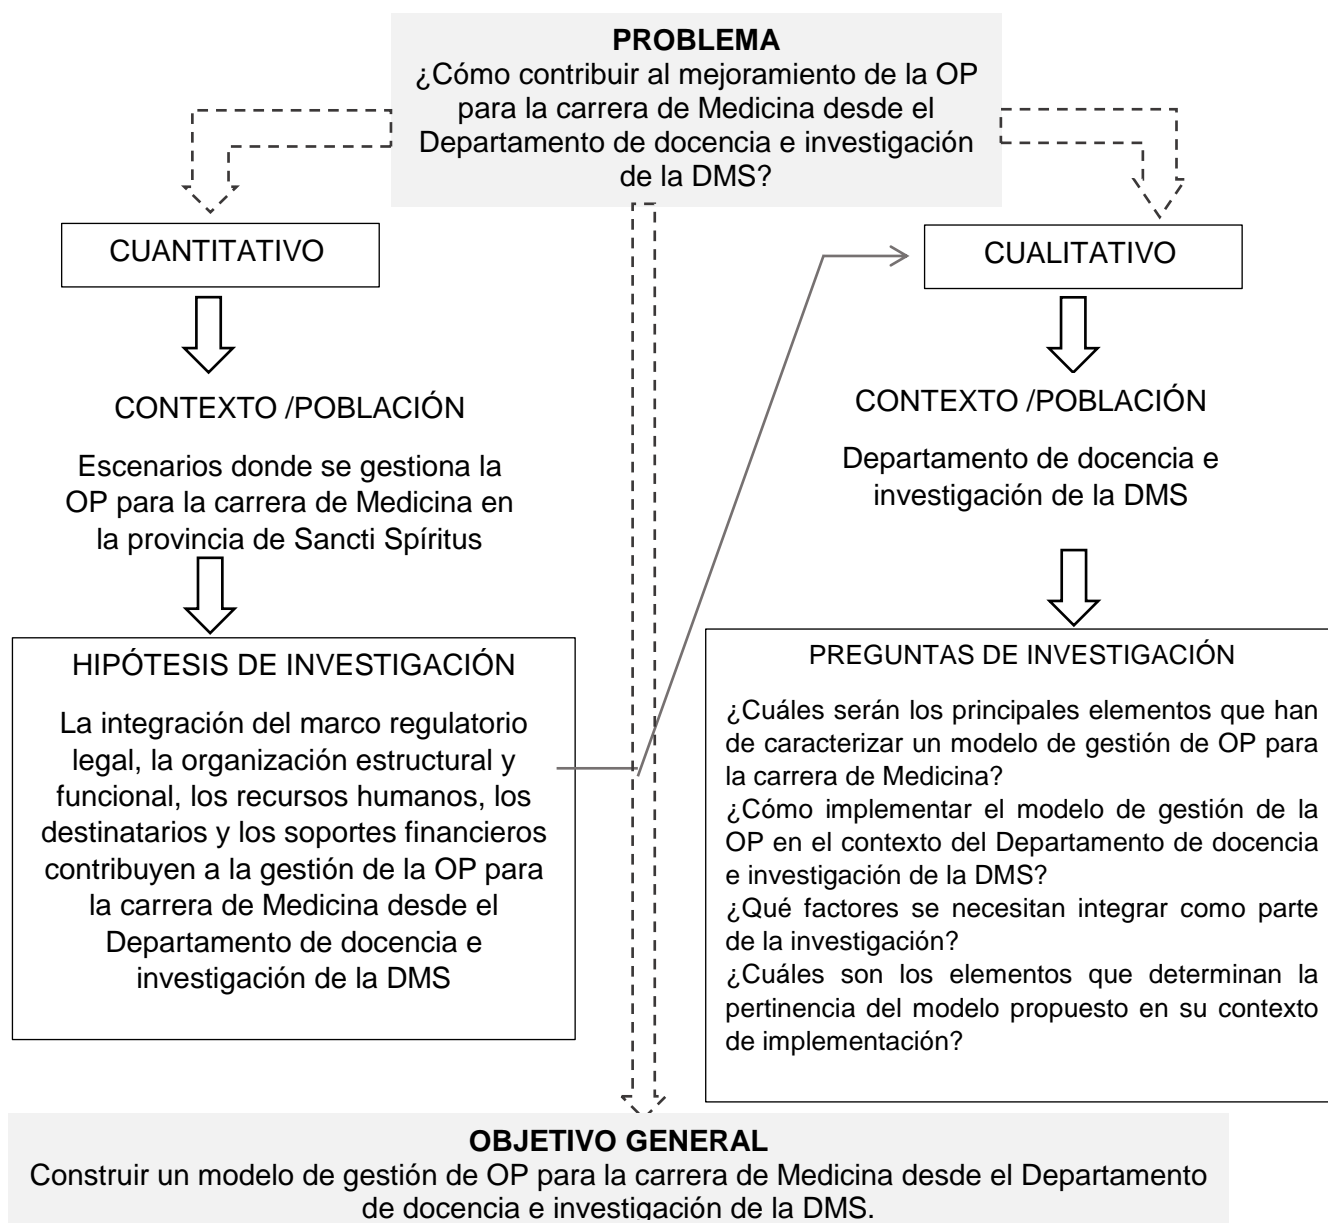 PROBLEMA
¿Cómo contribuir al mejoramiento de la OP
para la carrera de Medicina desde el
Departamento de docencia e investigación
de la DMS?
CUANTITATIVO
CONTEXTO /POBLACIÓN
Escenarios donde se gestiona la
OP para la carrera de Medicina en
la provincia de Sancti Spíritus
HIPÓTESIS DE INVESTIGACIÓN
La integración del marco regulatorio
legal, la organización estructural y
funcional, los recursos humanos, los
destinatarios y los soportes financieros
contribuyen a la gestión de la OP para
la carrera de Medicina desde el
Departamento de docencia e
investigación de la DMS
CUALITATIVO
CONTEXTO /POBLACIÓN
Departamento de docencia e
investigación de la DMS
PREGUNTAS DE INVESTIGACIÓN
¿Cuáles serán los principales elementos que han
de caracterizar un modelo de gestión de OP para
la carrera de Medicina?
¿Cómo implementar el modelo de gestión de la
OP en el contexto del Departamento de docencia
e investigación de la DMS?
¿Qué factores se necesitan integrar como parte
de la investigación?
¿Cuáles son los elementos que determinan la
pertinencia del modelo propuesto en su contexto
de implementación?
OBJETIVO GENERAL
Construir un modelo de gestión de OP para la carrera de Medicina desde el Departamento
de docencia e investigación de la DMS.